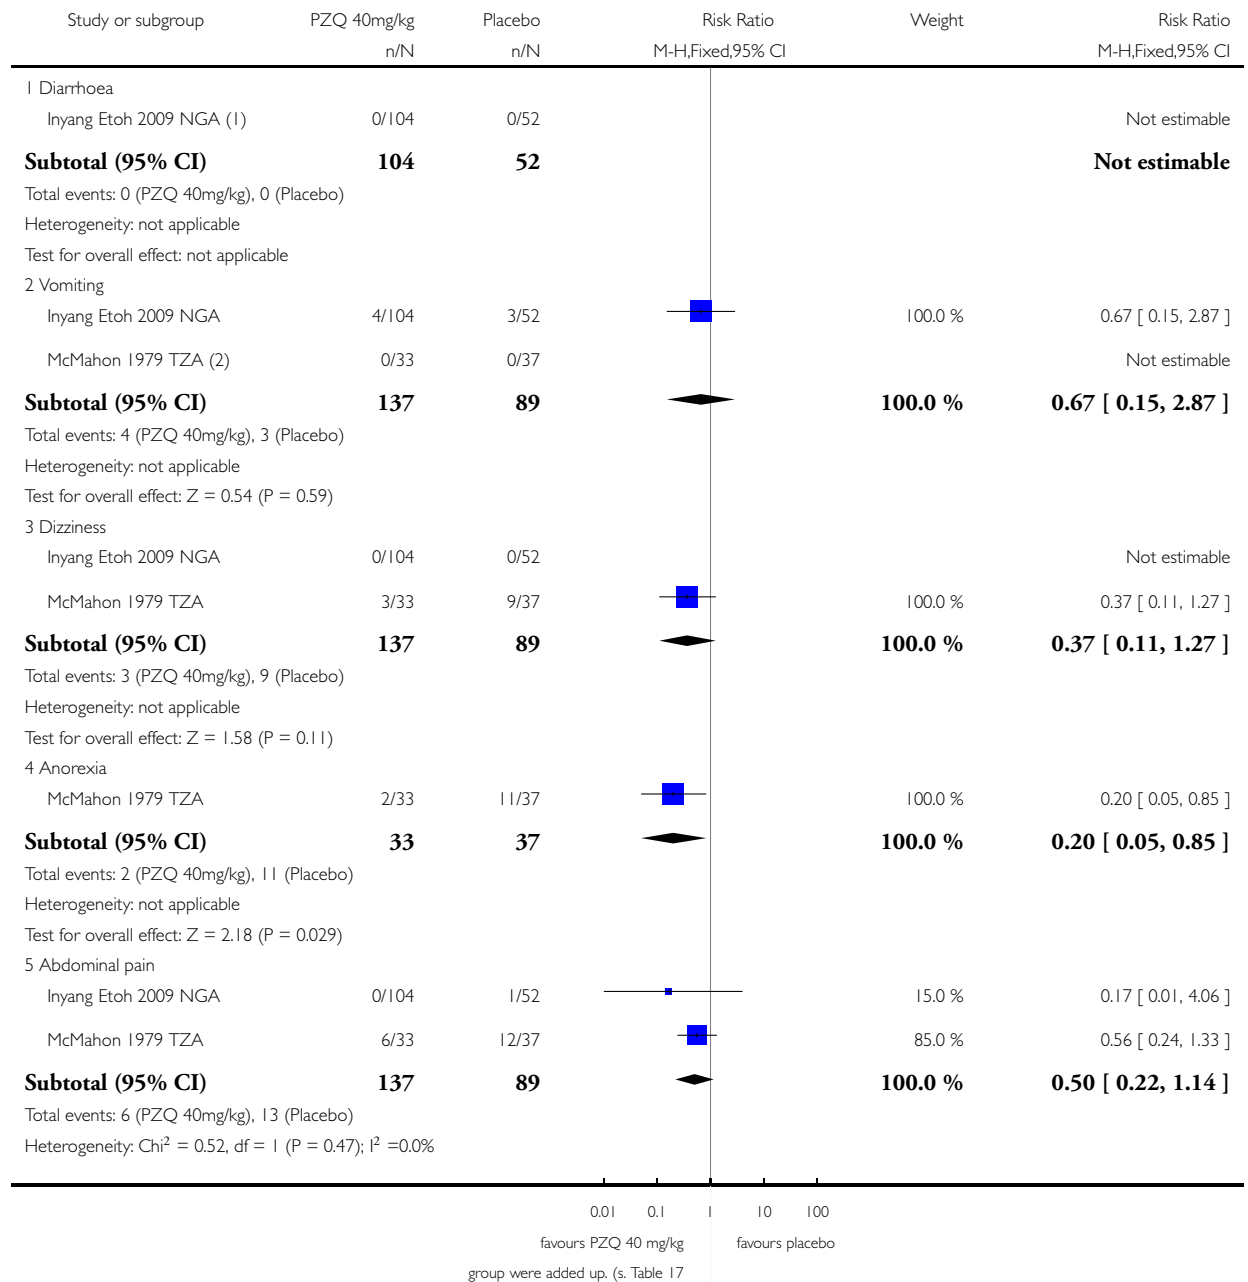 Study or subgroup PZQ 40mg/kg Placebo Risk Ratio Weight Risk Ratio
n/N n/N M-H,Fixed,95% CI M-H,Fixed,95% CI
1 Diarrhoea
Inyang Etoh 2009 NGA (1) 0/104 0/52 Not estimable
Subtotal (95% CI) 104 52 Not estimable
Total events: 0 (PZQ 40mg/kg), 0 (Placebo)
Heterogeneity: not applicable
Test for overall effect: not applicable
2 Vomiting
Inyang Etoh 2009 NGA 4/104 3/52 100.0 % 0.67 [ 0.15, 2.87 ]
McMahon 1979 TZA (2) 0/33 0/37 Not estimable
Subtotal (95% CI) 137 89 100.0 % 0.67 [ 0.15, 2.87 ]
Total events: 4 (PZQ 40mg/kg), 3 (Placebo)
Heterogeneity: not applicable
Test for overall effect: Z = 0.54 (P = 0.59)
3 Dizziness
Inyang Etoh 2009 NGA 0/104 0/52 Not estimable
McMahon 1979 TZA 3/33 9/37 100.0 % 0.37 [ 0.11, 1.27 ]
Subtotal (95% CI) 137 89 100.0 % 0.37 [ 0.11, 1.27 ]
Total events: 3 (PZQ 40mg/kg), 9 (Placebo)
Heterogeneity: not applicable
Test for overall effect: Z = 1.58 (P = 0.11)
4 Anorexia
McMahon 1979 TZA 2/33 11/37 100.0 % 0.20 [ 0.05, 0.85 ]
Subtotal (95% CI) 33 37 100.0 % 0.20 [ 0.05, 0.85 ]
Total events: 2 (PZQ 40mg/kg), 11 (Placebo)
Heterogeneity: not applicable
Test for overall effect: Z = 2.18 (P = 0.029)
5 Abdominal pain
Inyang Etoh 2009 NGA 0/104 1/52 15.0 % 0.17 [ 0.01, 4.06 ]
McMahon 1979 TZA 6/33 12/37 85.0 % 0.56 [ 0.24, 1.33 ]
Subtotal (95% CI) 137 89 100.0 % 0.50 [ 0.22, 1.14 ]
Total events: 6 (PZQ 40mg/kg), 13 (Placebo)
Heterogeneity: Chi² = 0.52, df = 1 (P = 0.47); I² =0.0%
0.01 0.1 1 10 100
favours PZQ 40 mg/kg favours placebo
group were added up. (s. Table 17